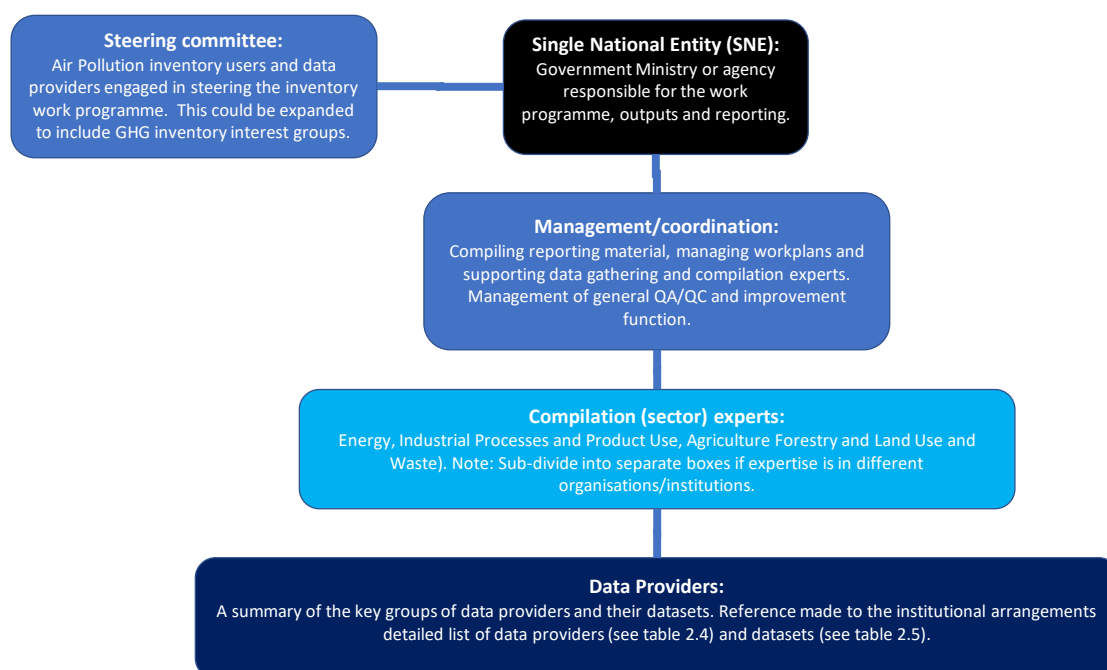 Steering committee:
Air Pollution inventory users and data
providers engaged in steering the inventory
work programme. This could be expanded
to include GHG inventory interest groups.
Single National Entity (SNE):
Government Ministry or agency
responsible for the work
programme, outputs and reporting.
Management/coordination:
Compiling reporting material, managing workplans and
supporting data gathering and compilation experts.
Management of general QA/QC and improvement
function.
Compilation (sector) experts:
Energy, Industrial Processes and Product Use, Agriculture Forestry and Land Use and
Waste). Note: Sub-divide into separate boxes if expertise is in different
organisations/institutions.
Data Providers:
A summary of the key groups of data providers and their datasets. Reference made to the institutional arrangements
detailed list of data providers (see table 2.4) and datasets (see table 2.5).